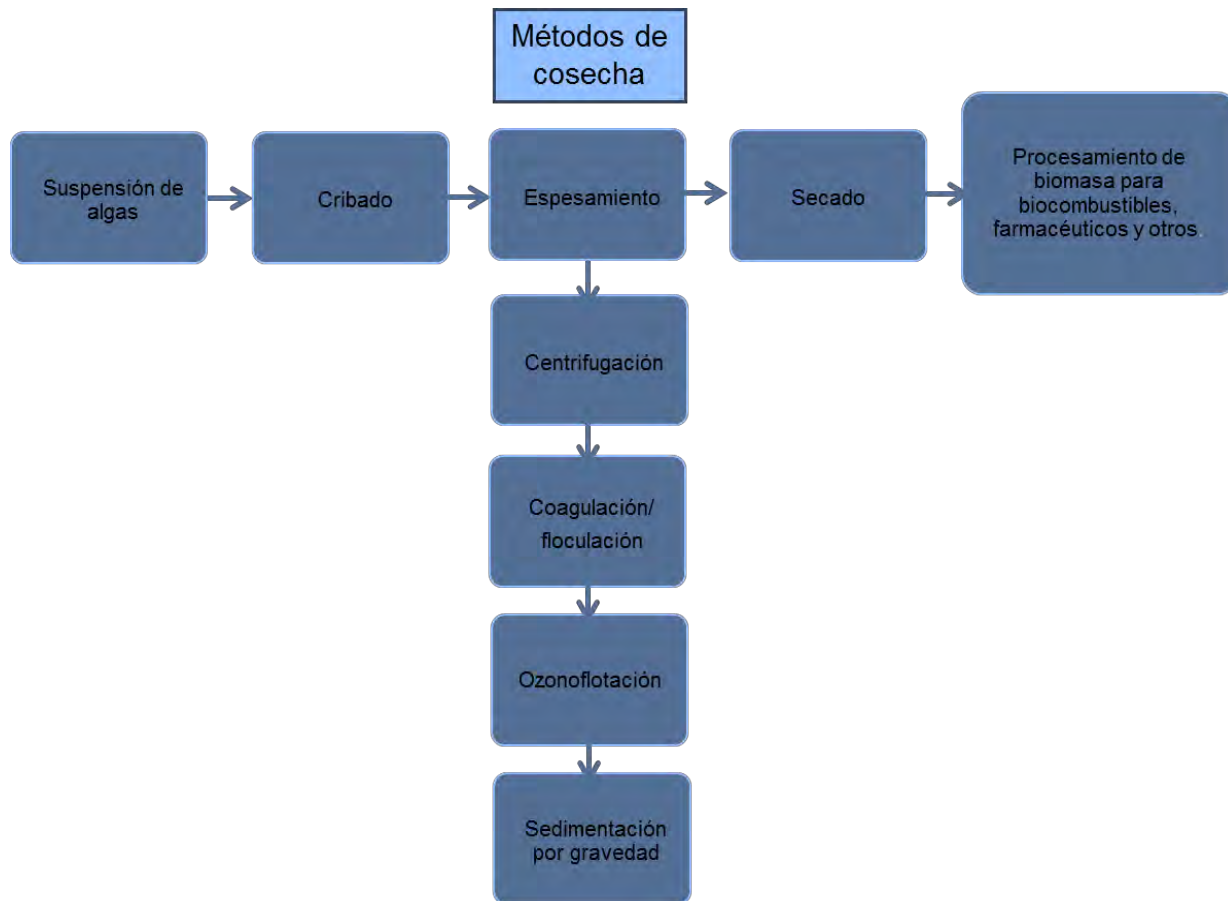 Métodos de
cosecha
Suspensión de
algas
Cribado
Espesamiento
Secado
Procesamiento de
biomasa para
biocombustibles,
farmacéuticos y otros
Centrifugación
Coagulación/
floculación
Ozonoflotación
Sedimentación
por gravedad